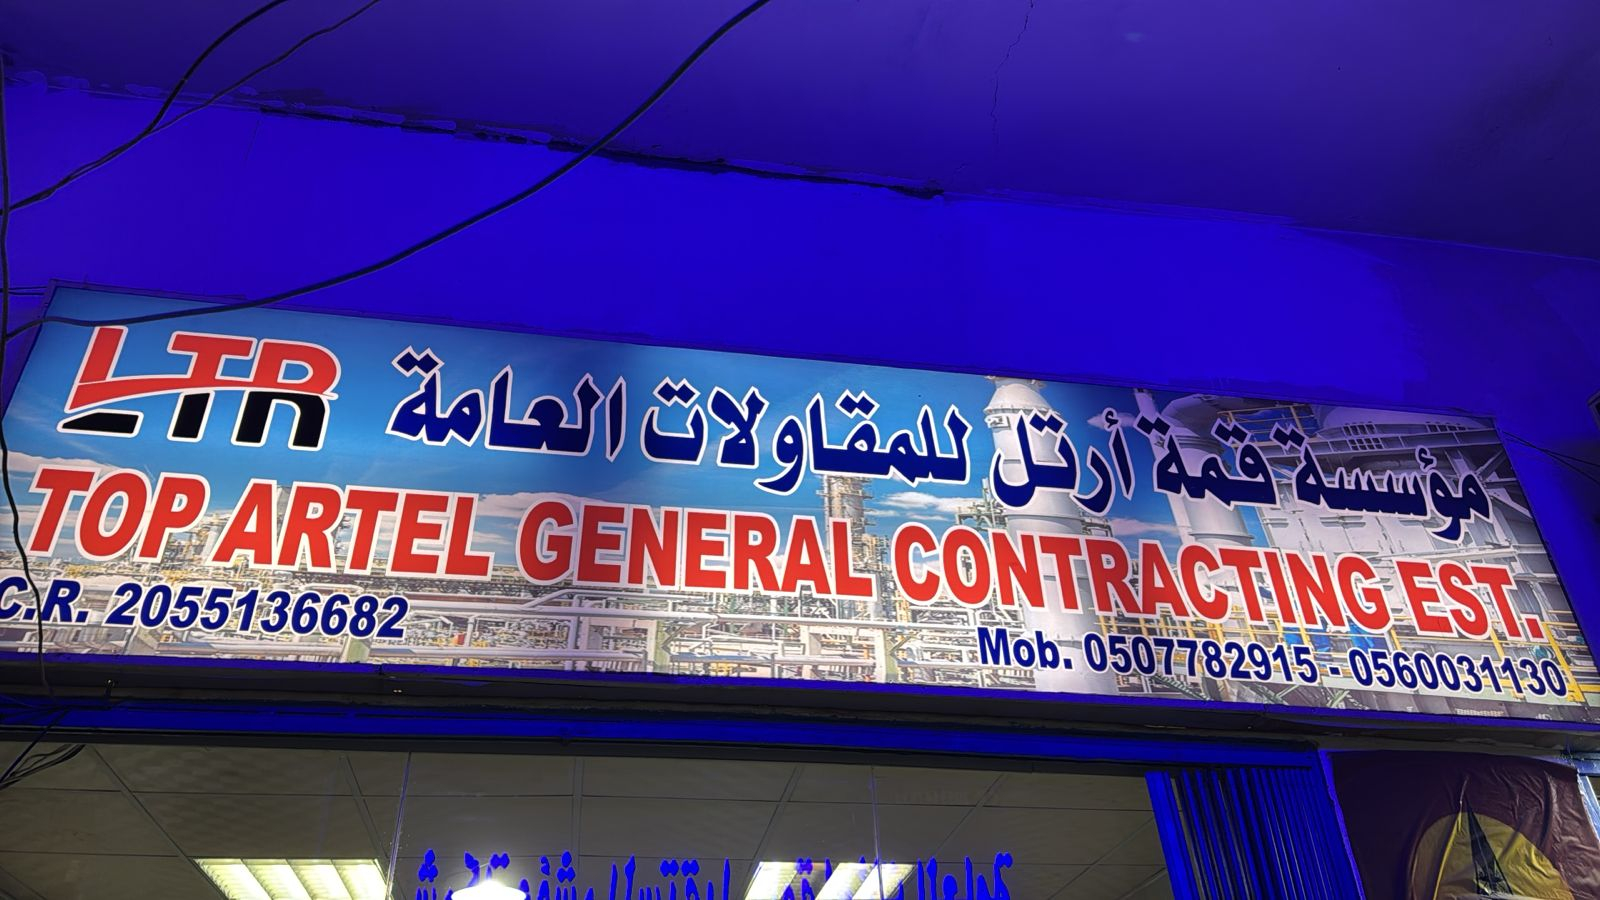 LTR
مؤسسة قمة أرتل للمقاولات العامة
TOP ARTEL GENERAL CONTRACTING EST.
C.R. 2055136682
Mob. 0507782915 - 0560031130